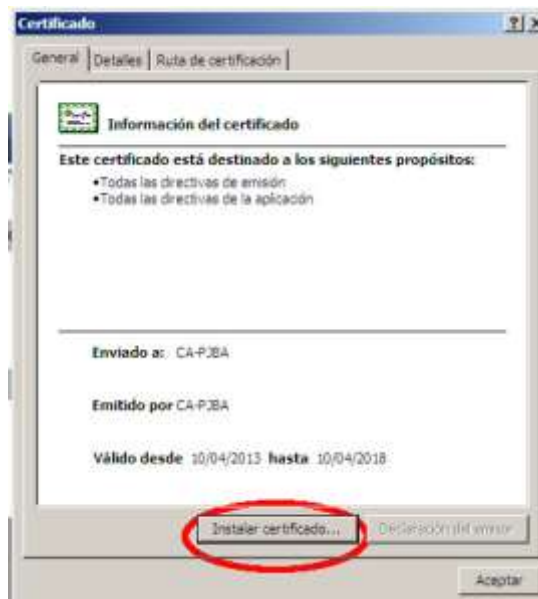 Certificado
General Detalles Ruta de certificación
Información del certificado
Este certificado está destinado a los siguientes propósitos:
•Todas las directivas de emisión
•Todas las directivas de la aplicación
Enviado a: CA-PJBA
Emitido por CA-PJBA
Válido desde 10/04/2013 hasta 10/04/2018
Instalar certificado... Declaración del emisor
Aceptar